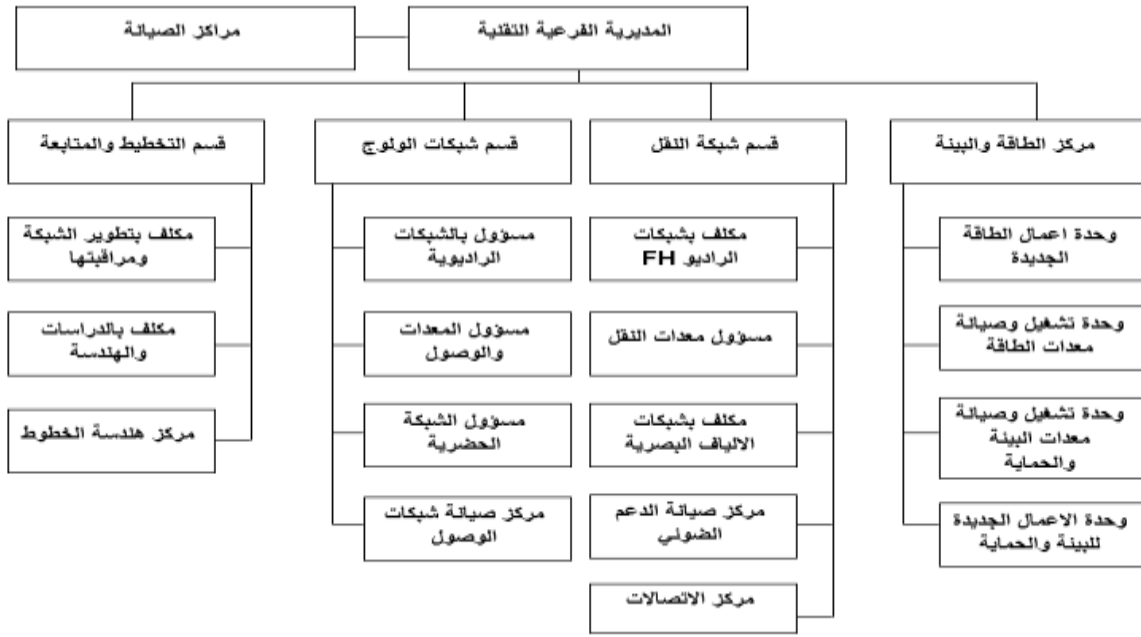 المديرية الفرعية التقنية
مراكز الصيانة
مركز الطاقة والبيئة
وحدة اعمال الطاقة
الجديدة
وحدة تشغيل وصيانة
معدات الطاقة
وحدة تشغيل وصيانة
معدات البيئة
والحماية
وحدة الاعمال الجديدة
للبيئة والحماية
قسم شبكة النقل
مكلف بشبكات
الراديو FH
مسؤول معدات النقل
مكلف بشبكات
الالياف البصرية
مركز صيانة الدعم
الضوئي
مركز الاتصالات
قسم شبكات الولوج
مسؤول بالشبكات
الراديوية
مسؤول المعدات
والوصول
مسؤول الشبكة
الحضرية
مركز صيانة شبكات
الوصول
قسم التخطيط والمتابعة
مكلف بتطوير الشبكة
ومراقبتها
مكلف بالدراسات
والهندسة
مركز هندسة الخطوط